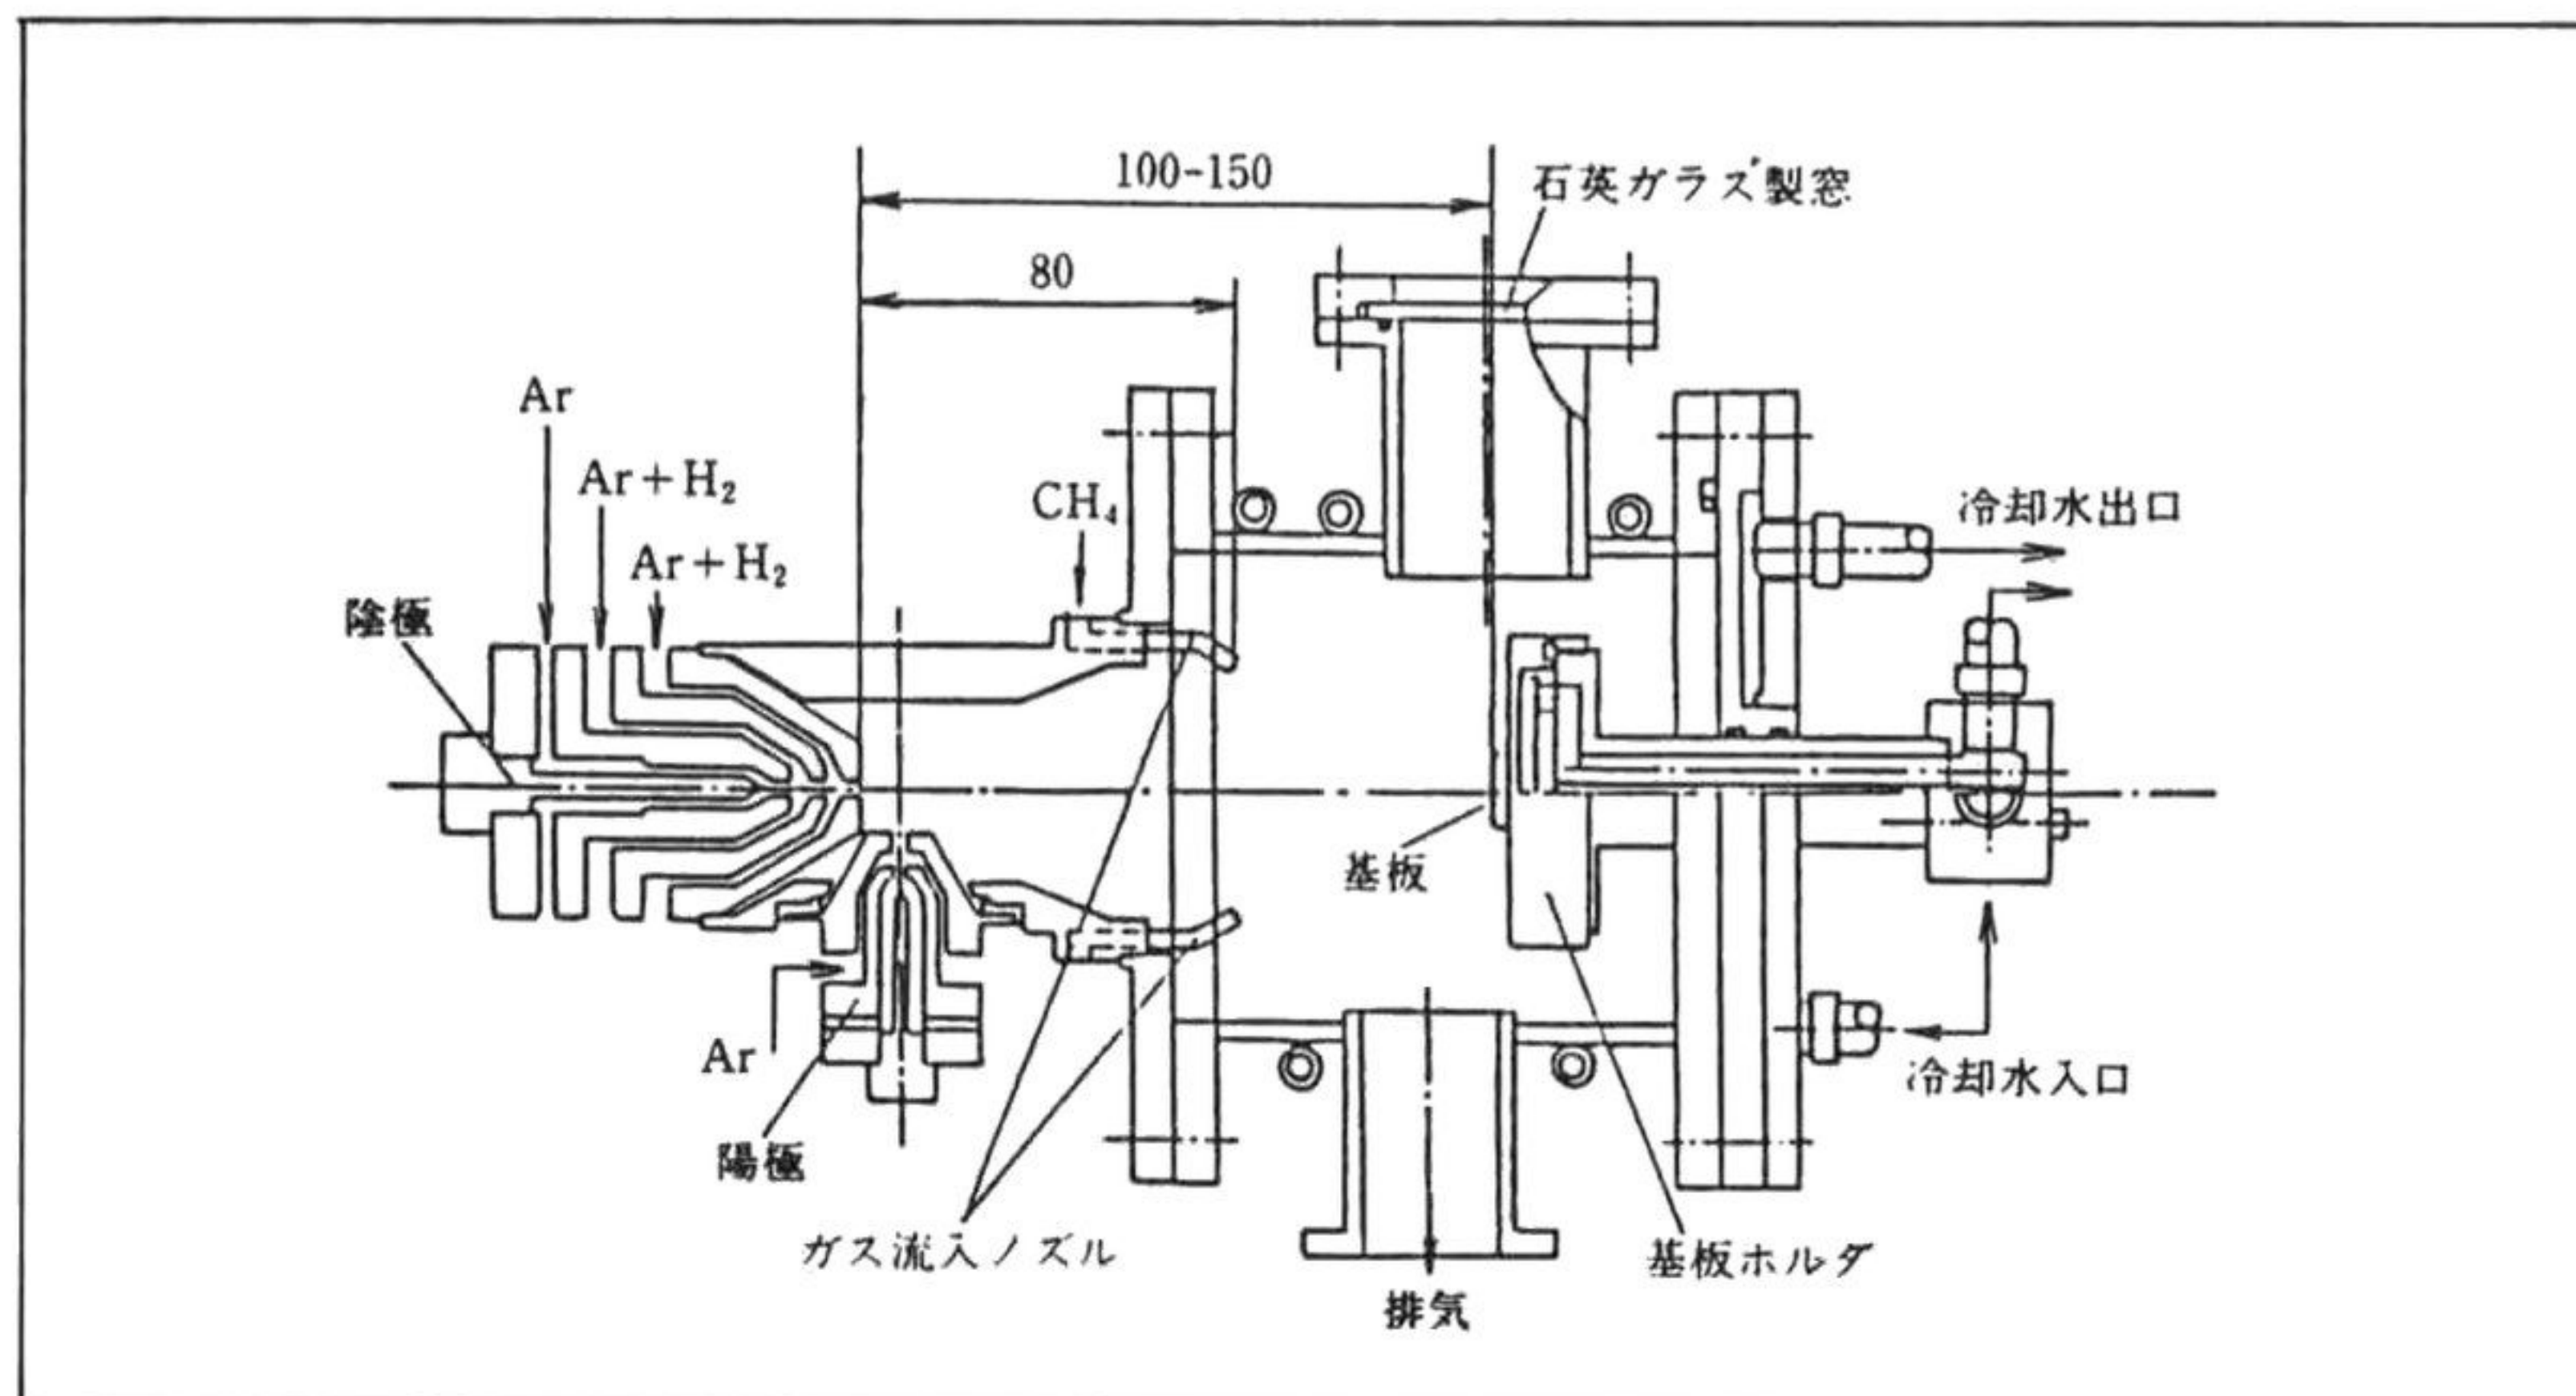 100-150
石英ガラス製窓
80
Ar
Ar+H₂
CH₄
冷却水出口
Ar+H₂
陰極
基板
Ar
冷却水入口
陽極
ガス流入ノズル
基板ホルダ
排気